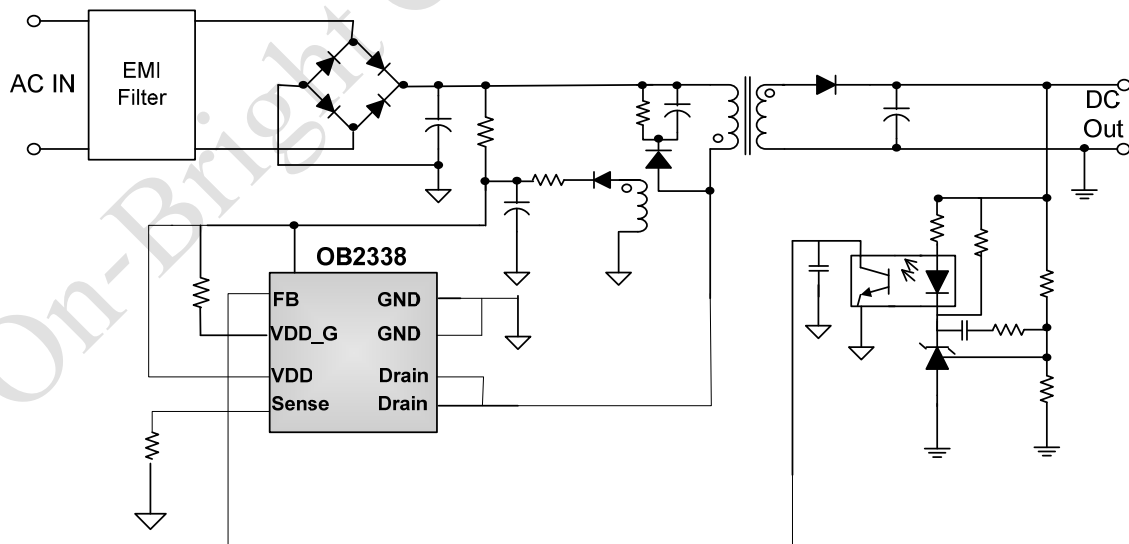 AC IN
EMI
Filter
DC
Out
OB2338
FB
GND
VDD_G
GND
VDD
Drain
Sense
Drain
On-Bright